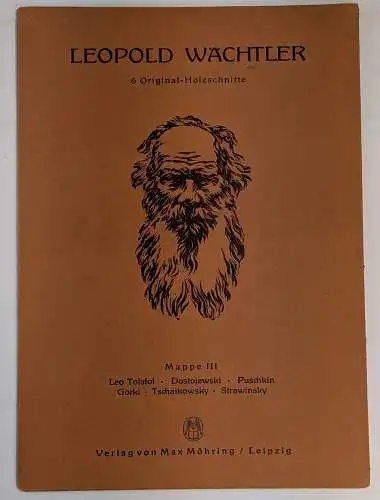 LEOPOLD WÄCHTLER
6 Original-Holzschnitte
Mappe III
Leo Tolstoi • Dostojewski • Puschkin
Gorki • Tschaikowsky • Strawinsky
Verlag von Max Möhring / Leipzig